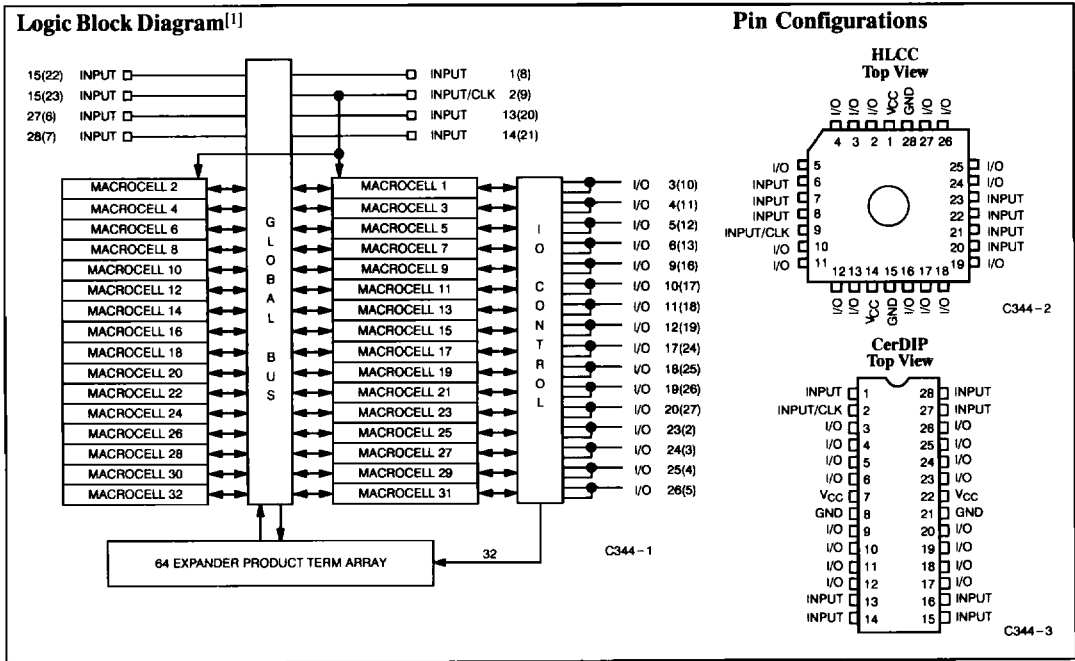 Logic Block Diagram[1]
15(22) INPUT
15(23) INPUT
27(6) INPUT
28(7) INPUT
INPUT 1(8)
INPUT/CLK 2(9)
INPUT 13(20)
INPUT 14(21)
MACROCELL 2
MACROCELL 4
MACROCELL 6
MACROCELL 8
MACROCELL 10
MACROCELL 12
MACROCELL 14
MACROCELL 16
MACROCELL 18
MACROCELL 20
MACROCELL 22
MACROCELL 24
MACROCELL 26
MACROCELL 28
MACROCELL 30
MACROCELL 32
GLOBAL BUS
MACROCELL 1
MACROCELL 3
MACROCELL 5
MACROCELL 7
MACROCELL 9
MACROCELL 11
MACROCELL 13
MACROCELL 15
MACROCELL 17
MACROCELL 19
MACROCELL 21
MACROCELL 23
MACROCELL 25
MACROCELL 27
MACROCELL 29
MACROCELL 31
IO CONTROL
I/O 3(10)
I/O 4(11)
I/O 5(12)
I/O 6(13)
I/O 9(16)
I/O 10(17)
I/O 11(18)
I/O 12(19)
I/O 17(24)
I/O 18(25)
I/O 19(26)
I/O 20(27)
I/O 23(2)
I/O 24(3)
I/O 25(4)
I/O 26(5)
64 EXPANDER PRODUCT TERM ARRAY
32
C344-1
Pin Configurations
HLCC
Top View
I/O I/O I/O VCC GND I/O I/O
4 3 2 1 28 27 26
I/O 5
INPUT 6
INPUT 7
INPUT 8
INPUT/CLK 9
I/O 10
I/O 11
25 I/O
24 I/O
23 INPUT
22 INPUT
21 INPUT
20 INPUT
19 I/O
12 13 14 15 16 17 18
I/O I/O VCC GND I/O I/O I/O
C344-2
CerDIP
Top View
INPUT 1 28 INPUT
INPUT/CLK 2 27 INPUT
I/O 3 26 I/O
I/O 4 25 I/O
I/O 5 24 I/O
I/O 6 23 I/O
VCC 7 22 VCC
GND 8 21 GND
I/O 9 20 I/O
I/O 10 19 I/O
I/O 11 18 I/O
I/O 12 17 I/O
INPUT 13 16 INPUT
INPUT 14 15 INPUT
C344-3